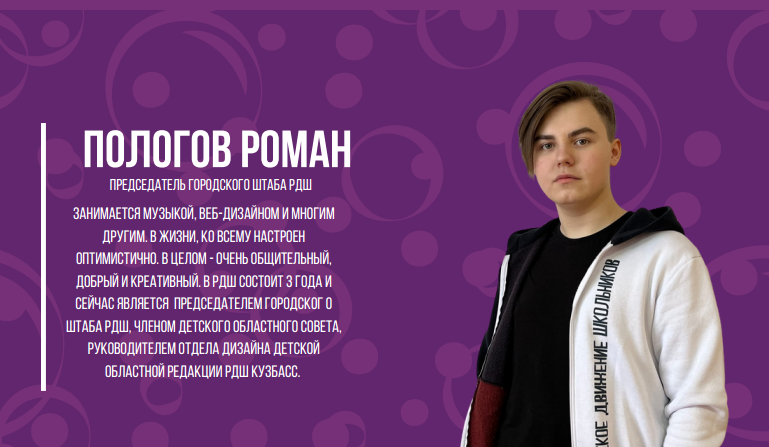 ПОЛОГОВ РОМАН
ПРЕДСЕДАТЕЛЬ ГОРОДСКОГО ШТАБА РДШ
ЗАНИМАЕТСЯ МУЗЫКОЙ, ВЕБ-ДИЗАЙНОМ И МНОГИМ
ДРУГИМ. В ЖИЗНИ, КО ВСЕМУ НАСТРОЕН
ОПТИМИСТИЧНО. В ЦЕЛОМ - ОЧЕНЬ ОБЩИТЕЛЬНЫЙ,
ДОБРЫЙ И КРЕАТИВНЫЙ. В РДШ СОСТОИТ 3 ГОДА И
СЕЙЧАС ЯВЛЯЕТСЯ ПРЕДСЕДАТЕЛЕМ ГОРОДСКОГ О
ШТАБА РДШ, ЧЛЕНОМ ДЕТСКОГО ОБЛАСТНОГО СОВЕТА,
РУКОВОДИТЕЛЕМ ОТДЕЛА ДИЗАЙНА ДЕТСКОЙ
ОБЛАСТНОЙ РЕДАКЦИИ РДШ КУЗБАСС.
СКОЕ ДВИЖЕНИЕ ШКОЛЬНИКОВ